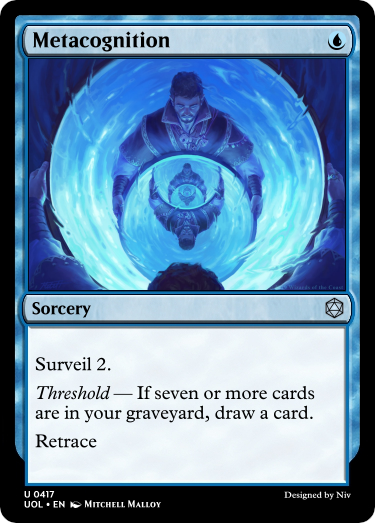 Metacognition
Sorcery
Surveil 2.
Threshold — If seven or more cards
are in your graveyard, draw a card.
Retrace
U 0417
UOL • EN Mitchell Malloy
Designed by Niv